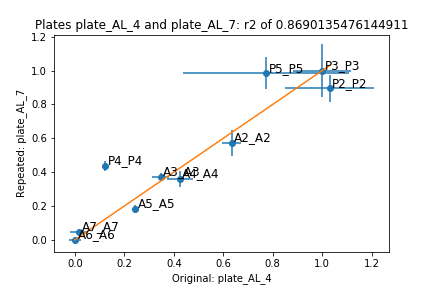 Plates plate_AL_4 and plate_AL_7: r2 of 0.8690135476144911
1.2
1.0
0.8
0.6
0.4
0.2
0.0
Repeated: plate_AL_7
P5_P5
P3_P3
P2_P2
A2_A2
P4_P4
A3_A3
A4_A4
A5_A5
A7_A7
A6_A6
0.0 0.2 0.4 0.6 0.8 1.0 1.2
Original: plate_AL_4